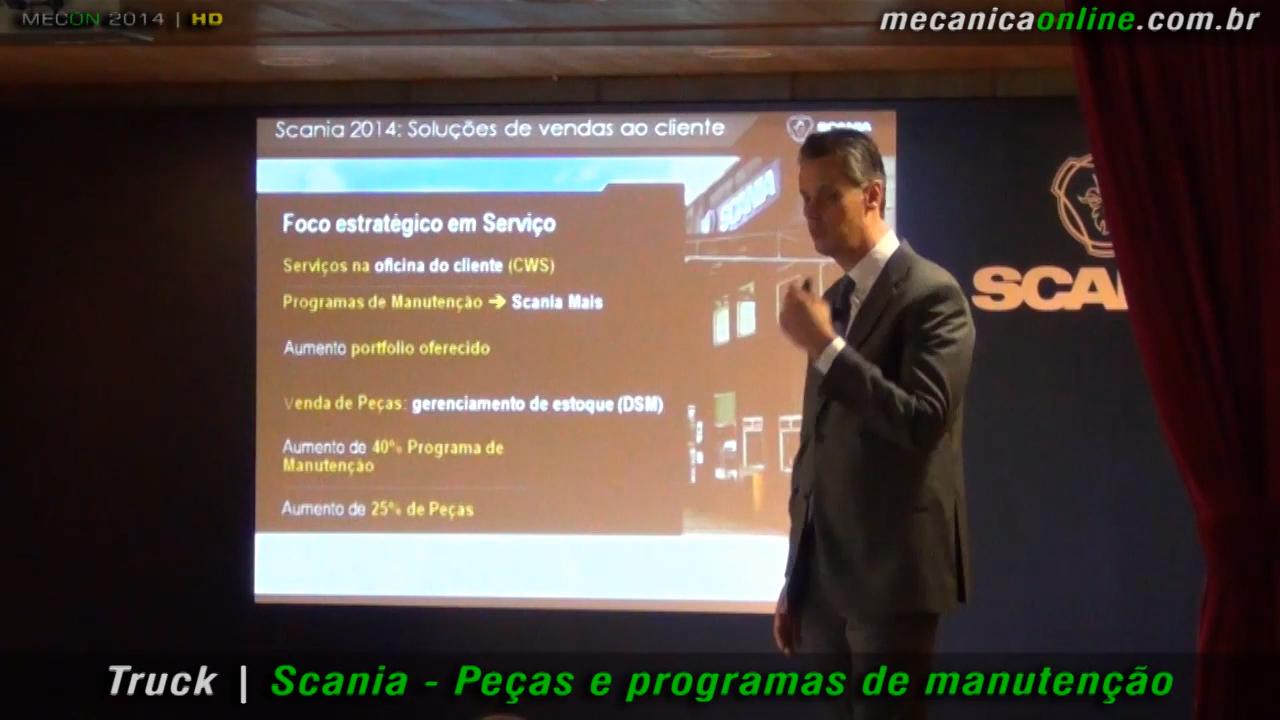 MECON 2014 | HD
mecanicaonline.com.br
Scania 2014: Soluções de vendas ao cliente
SCANIA
SCANIA
Foco estratégico em Serviço
Serviços na oficina do cliente (CWS)
Programas de Manutenção ➔ Scania Mais
Aumento portfolio oferecido
Venda de Peças: gerenciamento de estoque (DSM)
Aumento de 40% Programa de
Manutenção
Aumento de 25% de Peças
SCA
Truck | Scania - Peças e programas de manutenção